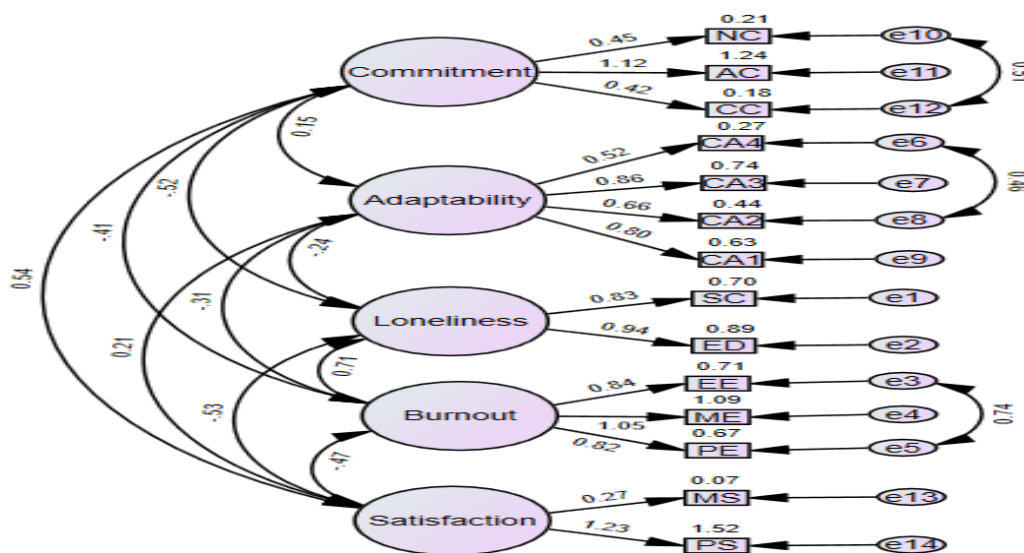 0.21
0.45 NC e10
1.24
Commitment 1.12 AC e11
0.18
0.42 CC e12
0.27
0.15 0.52 CA4 e6
0.74
-.52 0.86 CA3 e7 0.46
Adaptability 0.44
0.66 CA2 e8
-.41 0.80 0.63
-.24 CA1 e9
0.54 0.70
-.31 0.83 SC e1
Loneliness 0.89
0.21 0.94 ED e2
0.71 0.71
0.84 EE e3
-.53 Burnout 1.09
1.05 ME e4 0.74
0.82 0.67
PE e5
-.47 0.07
0.27 MS e13
Satisfaction 1.52
1.23 PS e14